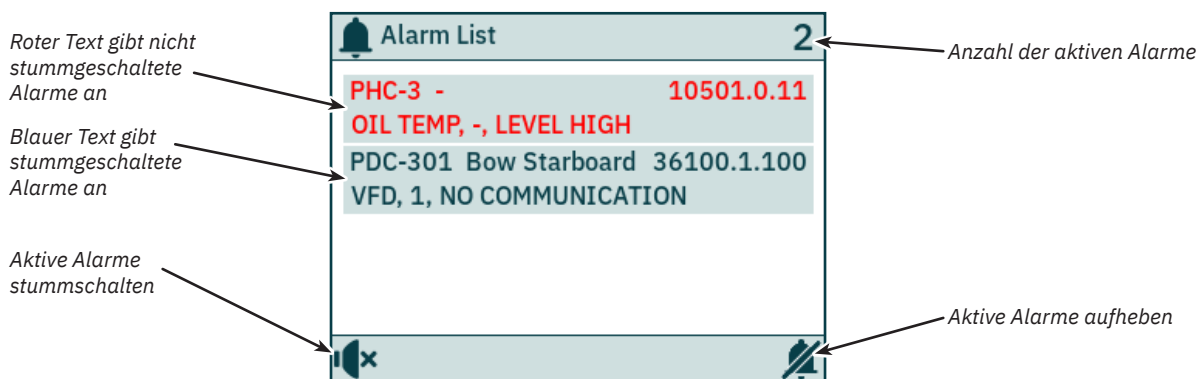 Roter Text gibt nicht
stummgeschaltete
Alarme an
Blauer Text gibt
stummgeschaltete
Alarme an
Aktive Alarme
stummschalten
Alarm List 2
PHC-3 - 10501.0.11
OIL TEMP, -, LEVEL HIGH
PDC-301 Bow Starboard 36100.1.100
VFD, 1, NO COMMUNICATION
Anzahl der aktiven Alarme
Aktive Alarme aufheben